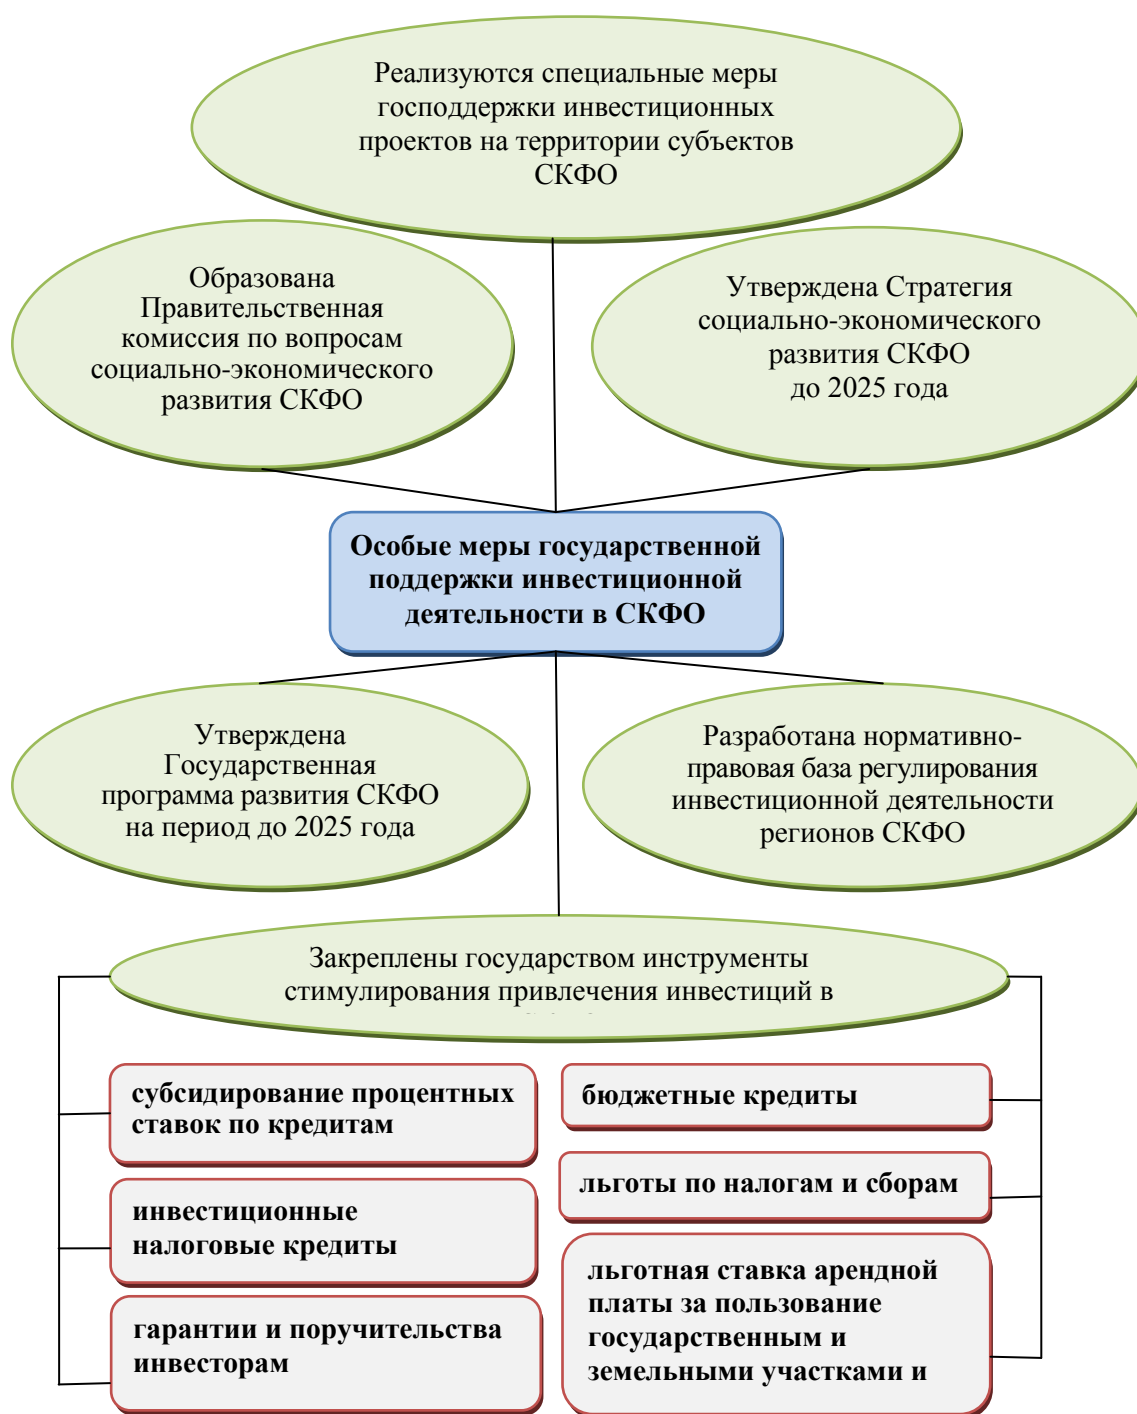 Реализуются специальные меры
господдержки инвестиционных
проектов на территории субъектов
СКФО
Образована
Правительственная
комиссия по вопросам
социально-экономического
развития СКФО
Утверждена Стратегия
социально-экономического
развития СКФО
до 2025 года
Особые меры государственной
поддержки инвестиционной
деятельности в СКФО
Утверждена
Государственная
программа развития СКФО
на период до 2025 года
Разработана нормативно-
правовая база регулирования
инвестиционной деятельности
регионов СКФО
Закреплены государством инструменты
стимулирования привлечения инвестиций в
субсидирование процентных
ставок по кредитам
бюджетные кредиты
льготы по налогам и сборам
инвестиционные
налоговые кредиты
льготная ставка арендной
платы за пользование
государственным и
земельными участками и
гарантии и поручительства
инвесторам